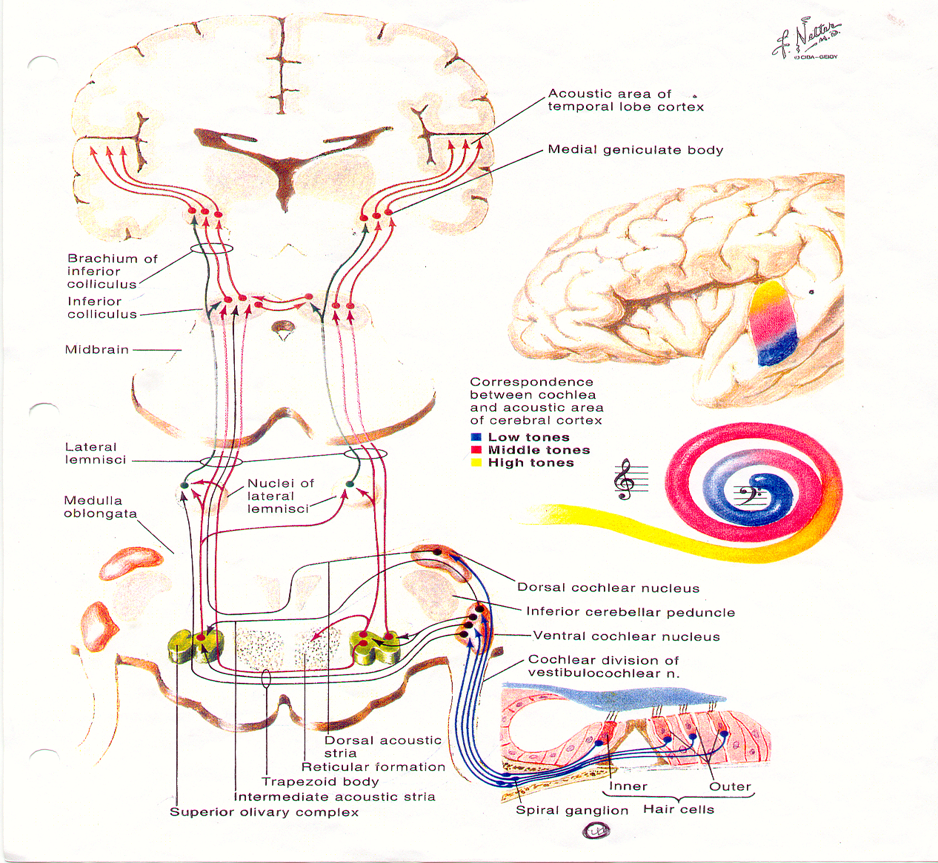 F. Netter
M.D.
© CIBA-GEIGY
Acoustic area of
temporal lobe cortex
Medial geniculate body
Brachium of
inferior
colliculus
Inferior
colliculus
Midbrain
Correspondence
between cochlea
and acoustic area
of cerebral cortex
Low tones
Middle tones
High tones
Lateral
lemnisci
Nuclei of
lateral
lemnisci
Medulla
oblongata
Dorsal cochlear nucleus
Inferior cerebellar peduncle
Ventral cochlear nucleus
Cochlear division of
vestibulocochlear n.
Dorsal acoustic
stria
Reticular formation
Trapezoid body
Intermediate acoustic stria
Superior olivary complex
Inner
Outer
Spiral ganglion
Hair cells